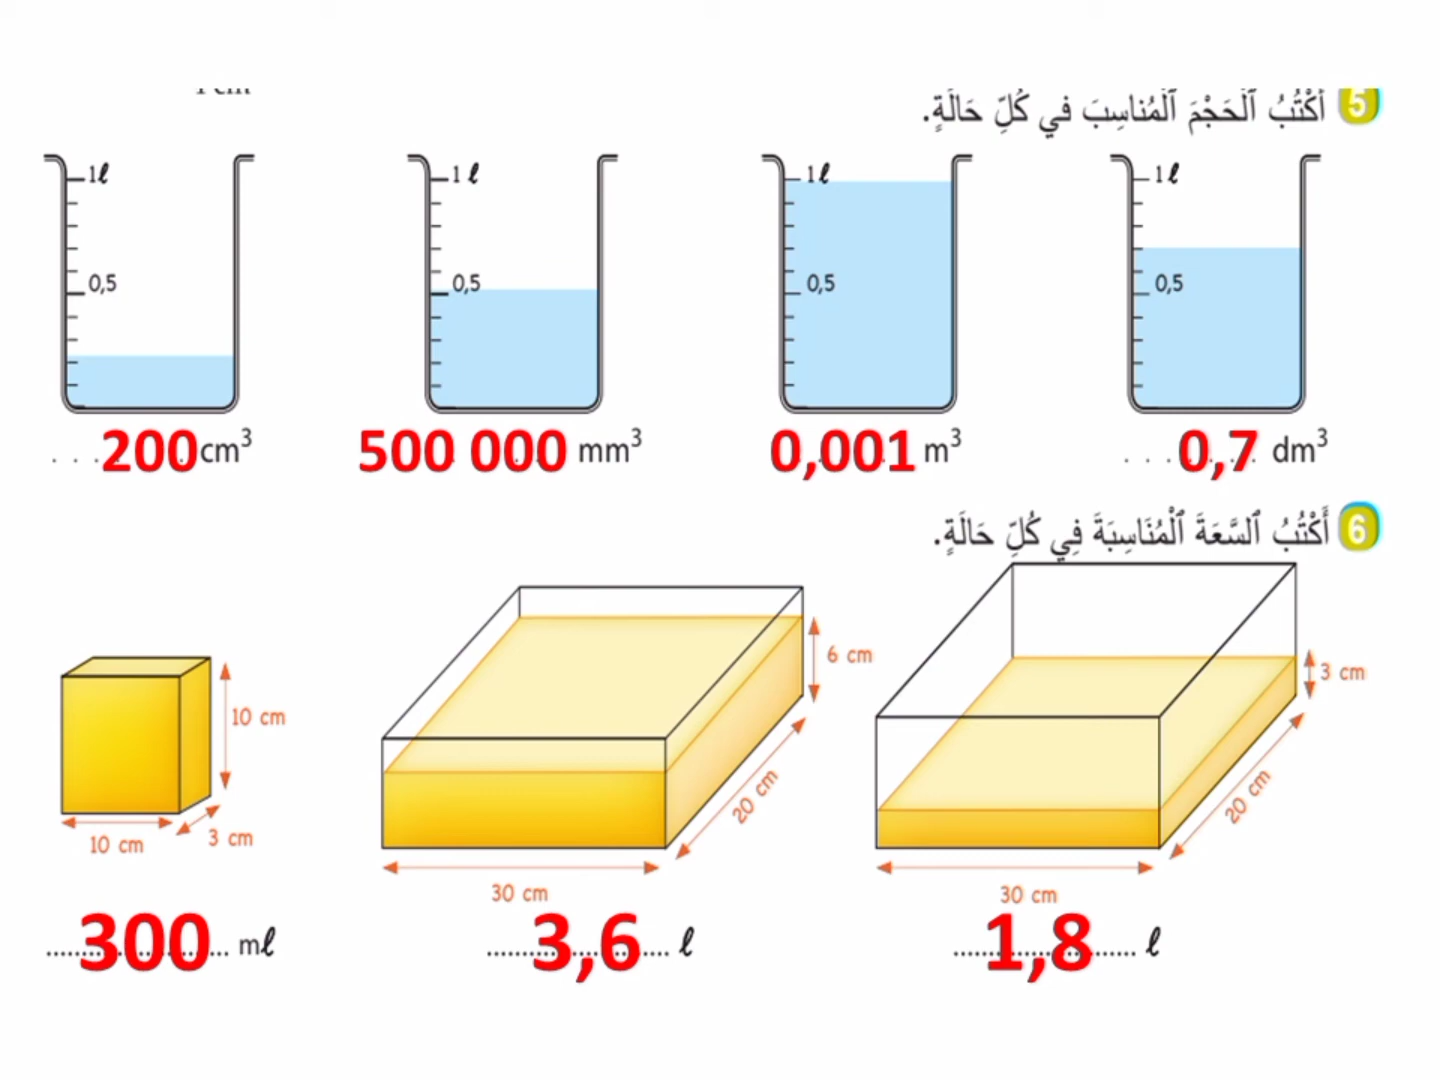 5 أَكْتُبُ ٱلْحَجْمَ ٱلْمُناسِبَ في كُلِّ حَالَةٍ.
1 ℓ 1 ℓ 1 ℓ 1 ℓ
0,5 0,5 0,5 0,5
200 cm³ 500 000 mm³ 0,001 m³ 0,7 dm³
6 أَكْتُبُ ٱلسَّعَةَ ٱلْمُنَاسِبَةَ فِي كُلِّ حَالَةٍ.
10 cm 6 cm 3 cm
10 cm 3 cm 20 cm 20 cm
30 cm 30 cm
300 mℓ 3,6 ℓ 1,8 ℓ